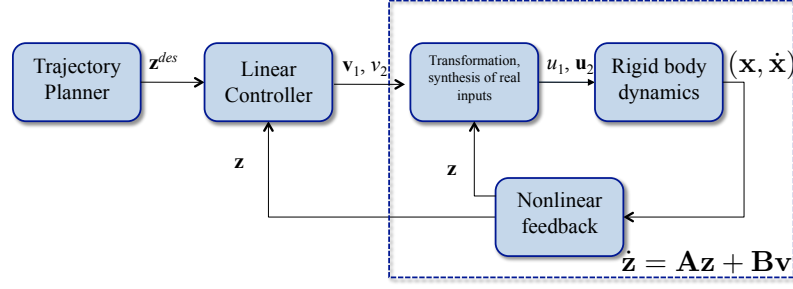 Trajectory
Planner
z^des
Linear
Controller
v₁, v₂
Transformation,
synthesis of real
inputs
u₁, u₂
Rigid body
dynamics
(x, ẋ)
z
z
Nonlinear
feedback
ż = Az + Bv